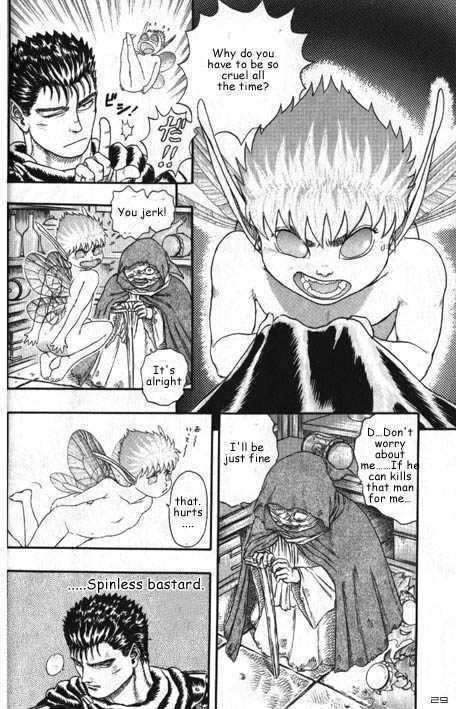 Why do you
have to be so
cruel all
the time?
ビシ!
だ!!
You jerk!
It's
alright
D...Don't
worry
about
me......If he
can kills
that man
for me...
I'll be
just fine
that.
hurts
....
.....Spinless bastard.
29